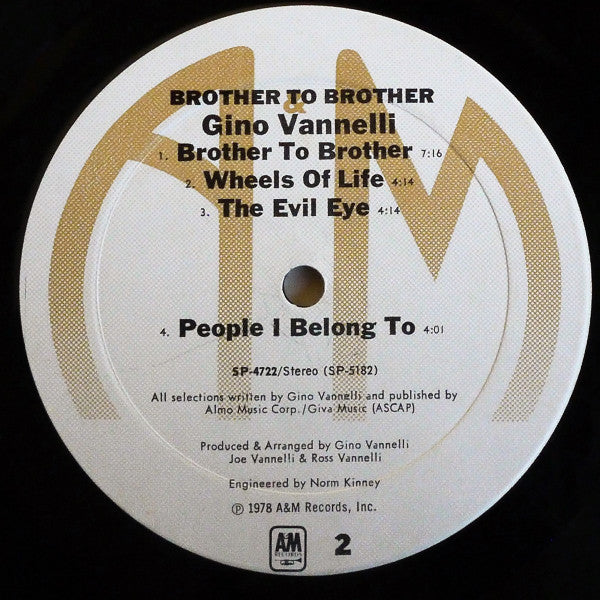 BROTHER TO BROTHER
&
Gino Vannelli
1. Brother To Brother 7:16
2. Wheels Of Life 4:14
3. The Evil Eye 4:14
4. People I Belong To 4:01
SP-4722/Stereo (SP-5182)
All selections written by Gino Vannelli and published by
Almo Music Corp./Giva Music (ASCAP)
Produced & Arranged by Gino Vannelli
Joe Vannelli & Ross Vannelli
Engineered by Norm Kinney
℗ 1978 A&M Records, Inc.
A&M
RECORDS
2